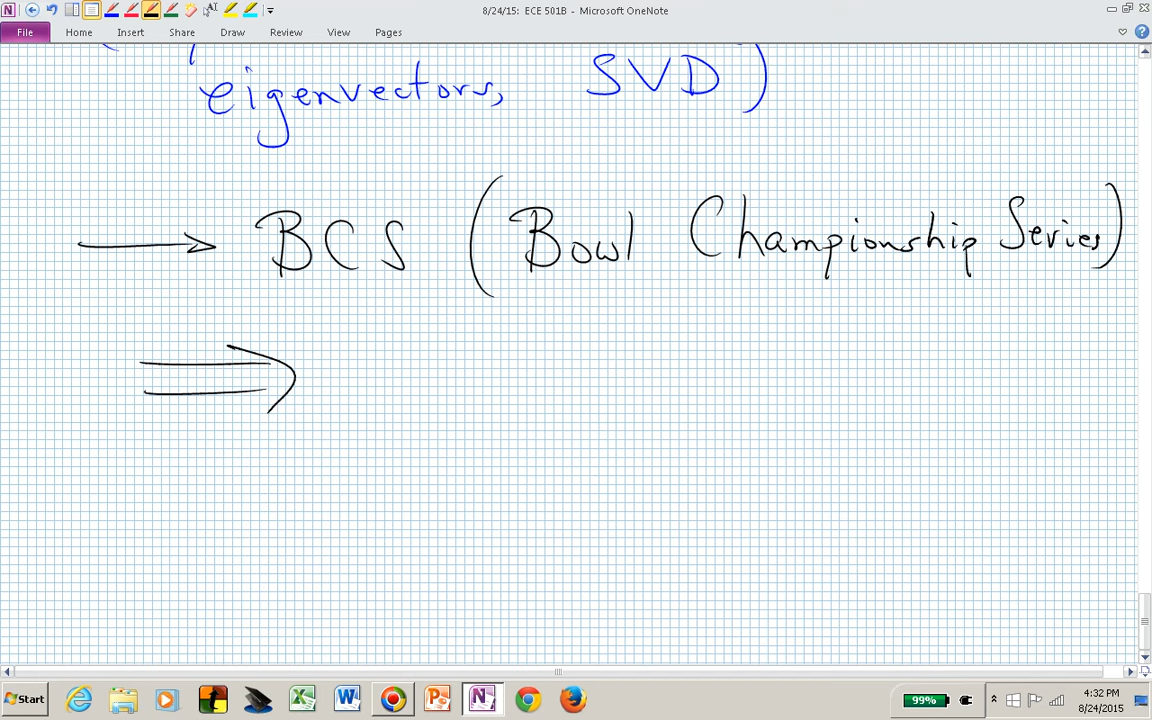 8/24/15: ECE 501B - Microsoft OneNote
File Home Insert Share Draw Review View Pages
eigenvectors, SVD)
→ BCS (Bowl Championship Series)
⇒
Start 99% 4:32 PM
8/24/2015